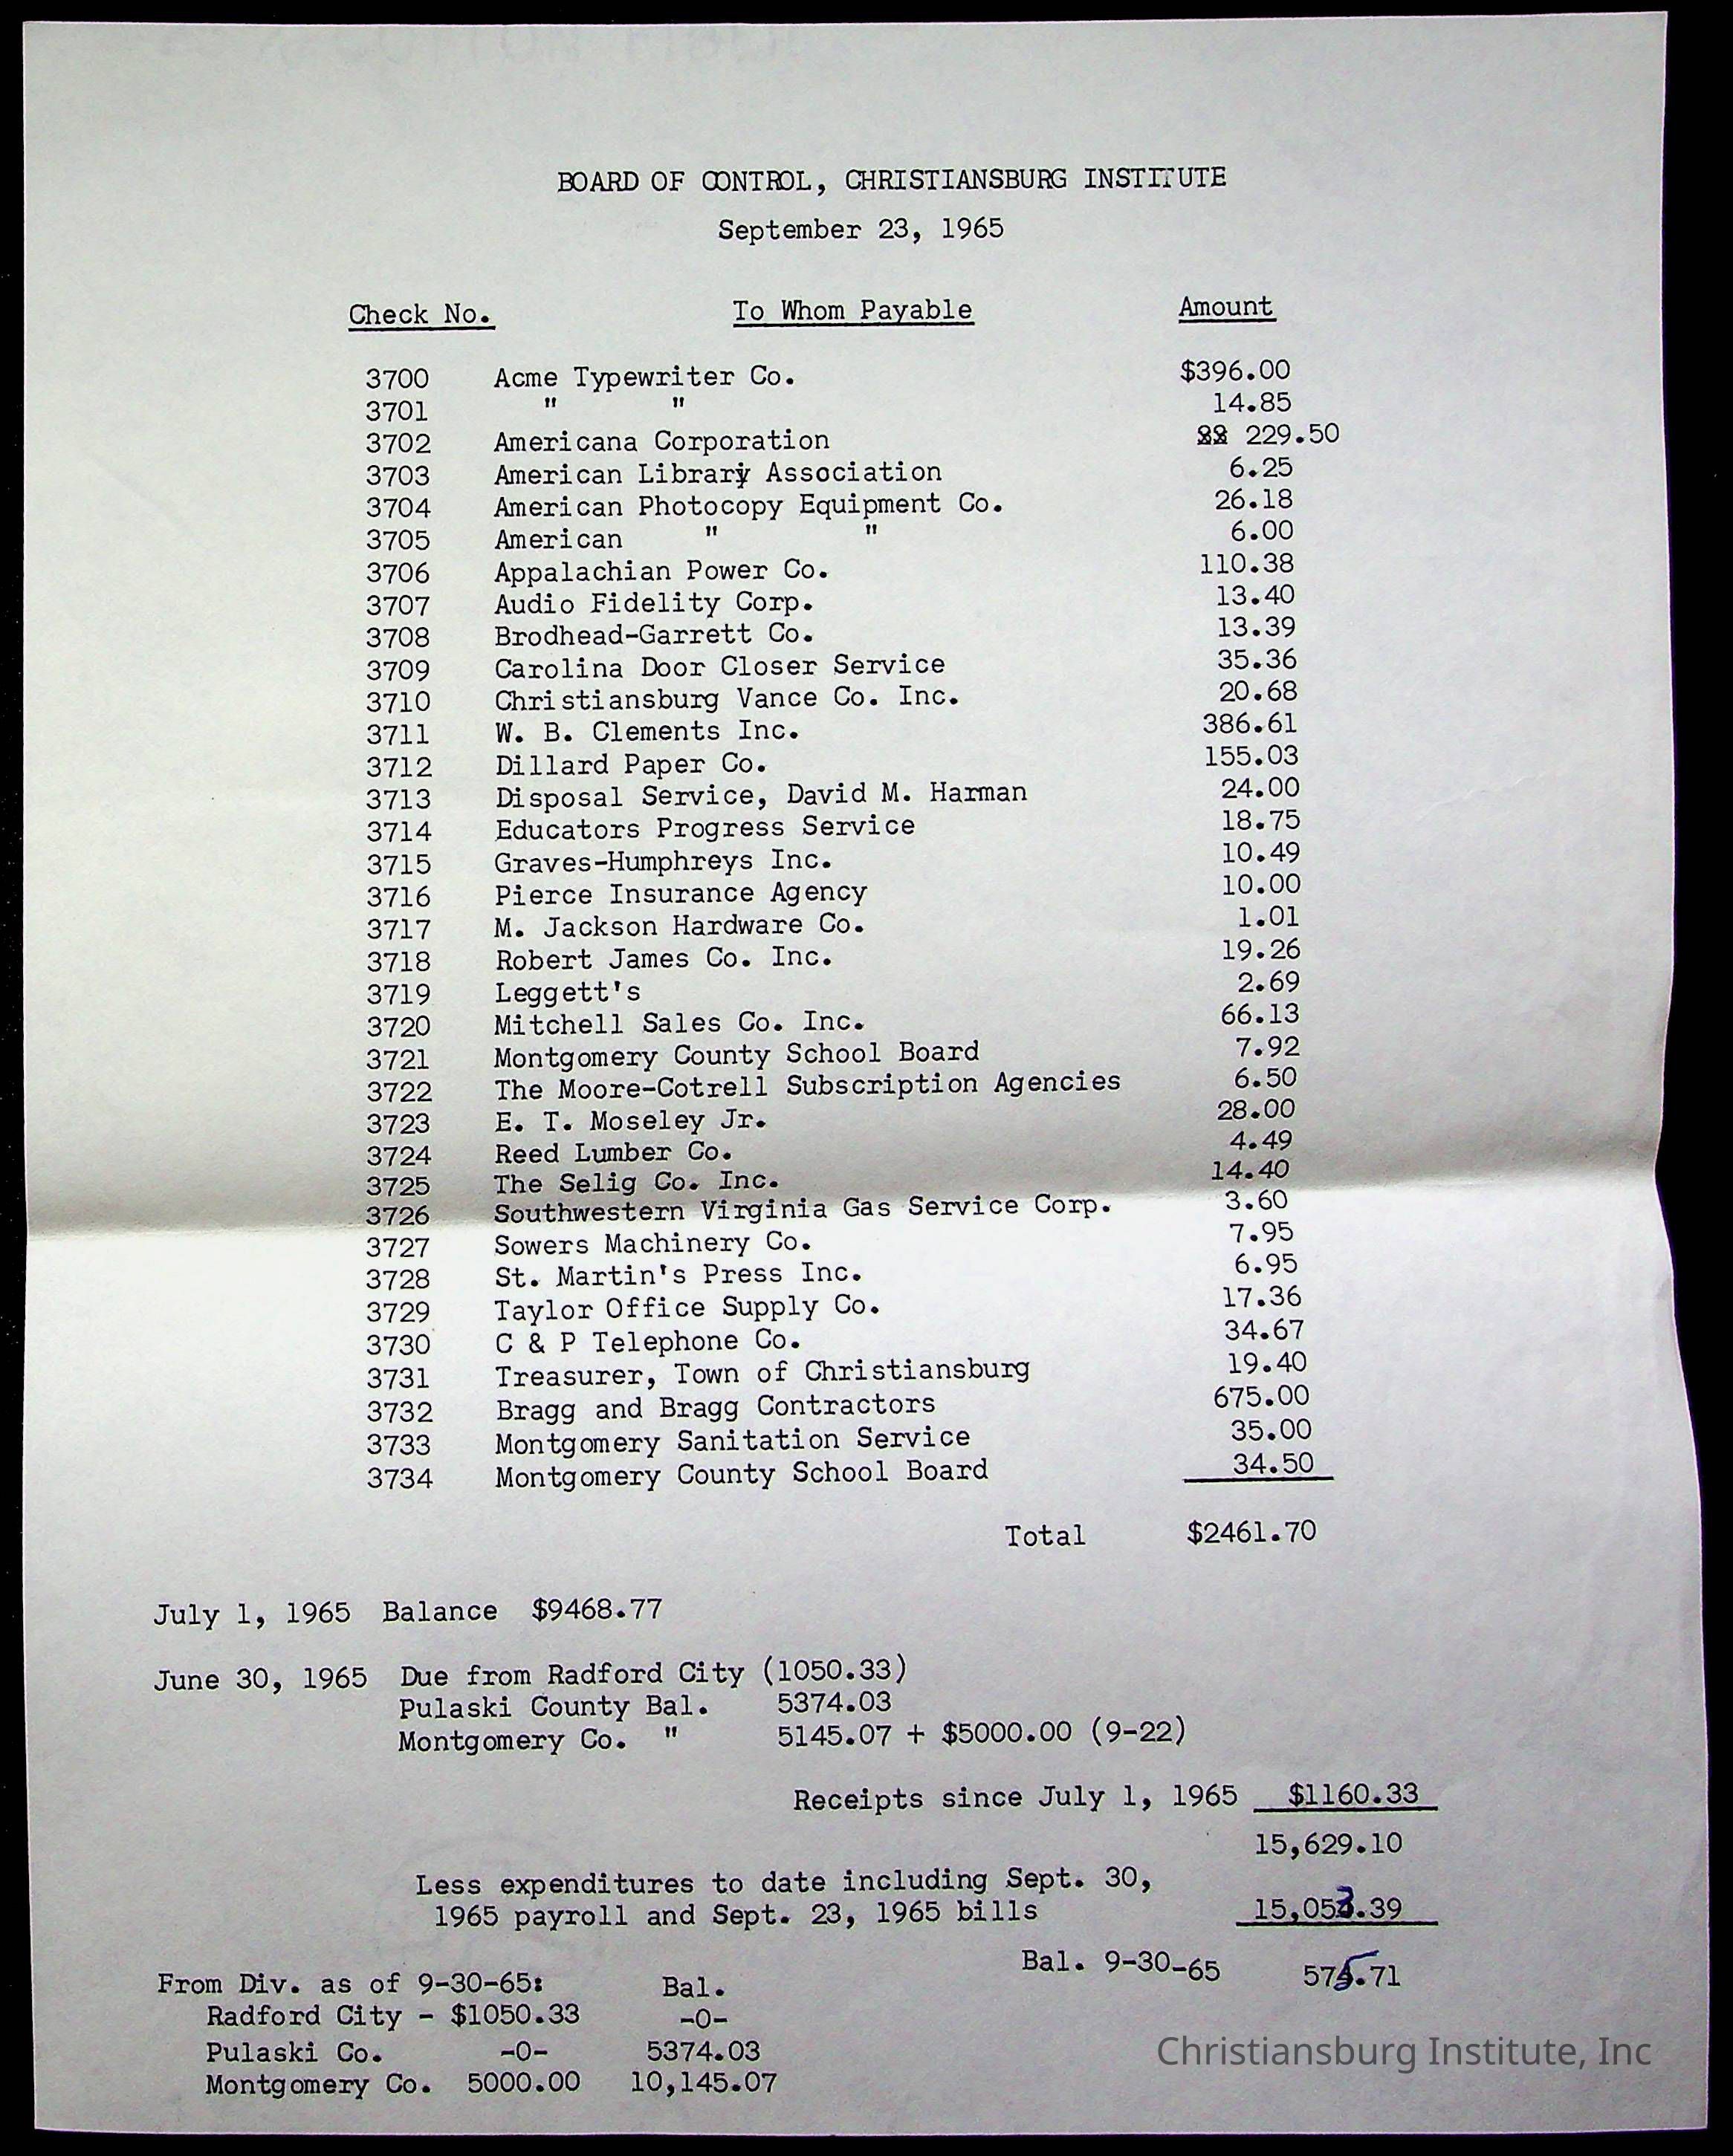 BOARD OF CONTROL, CHRISTIANSBURG INSTITUTE
September 23, 1965
Check No. To Whom Payable Amount
3700 Acme Typewriter Co. $396.00
3701 " " 14.85
3702 Americana Corporation 229.50
3703 American Library Association 6.25
3704 American Photocopy Equipment Co. 26.18
3705 American " " 6.00
3706 Appalachian Power Co. 110.38
3707 Audio Fidelity Corp. 13.40
3708 Brodhead-Garrett Co. 13.39
3709 Carolina Door Closer Service 35.36
3710 Christiansburg Vance Co. Inc. 20.68
3711 W. B. Clements Inc. 386.61
3712 Dillard Paper Co. 155.03
3713 Disposal Service, David M. Harman 24.00
3714 Educators Progress Service 18.75
3715 Graves-Humphreys Inc. 10.49
3716 Pierce Insurance Agency 10.00
3717 M. Jackson Hardware Co. 1.01
3718 Robert James Co. Inc. 19.26
3719 Leggett's 2.69
3720 Mitchell Sales Co. Inc. 66.13
3721 Montgomery County School Board 7.92
3722 The Moore-Cotrell Subscription Agencies 6.50
3723 E. T. Moseley Jr. 28.00
3724 Reed Lumber Co. 4.49
3725 The Selig Co. Inc. 14.40
3726 Southwestern Virginia Gas Service Corp. 3.60
3727 Sowers Machinery Co. 7.95
3728 St. Martin's Press Inc. 6.95
3729 Taylor Office Supply Co. 17.36
3730 C & P Telephone Co. 34.67
3731 Treasurer, Town of Christiansburg 19.40
3732 Bragg and Bragg Contractors 675.00
3733 Montgomery Sanitation Service 35.00
3734 Montgomery County School Board 34.50
Total $2461.70
July 1, 1965 Balance $9468.77
June 30, 1965 Due from Radford City (1050.33)
Pulaski County Bal. 5374.03
Montgomery Co. " 5145.07 + $5000.00 (9-22)
Receipts since July 1, 1965 $1160.33
15,629.10
Less expenditures to date including Sept. 30,
1965 payroll and Sept. 23, 1965 bills 15,053.39
Bal. 9-30-65 575.71
From Div. as of 9-30-65: Bal.
Radford City - $1050.33 -0-
Pulaski Co. -0- 5374.03
Montgomery Co. 5000.00 10,145.07
Christiansburg Institute, Inc